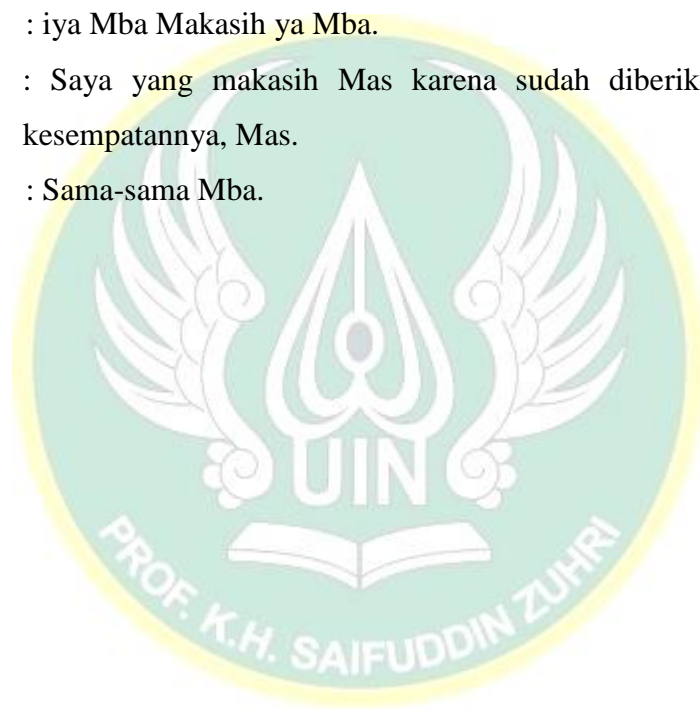 : iya Mba Makasih ya Mba.
: Saya yang makasih Mas karena sudah diberik
kesempatannya, Mas.
: Sama-sama Mba.
UIN
PROF. K.H. SAIFUDDIN ZUHRI